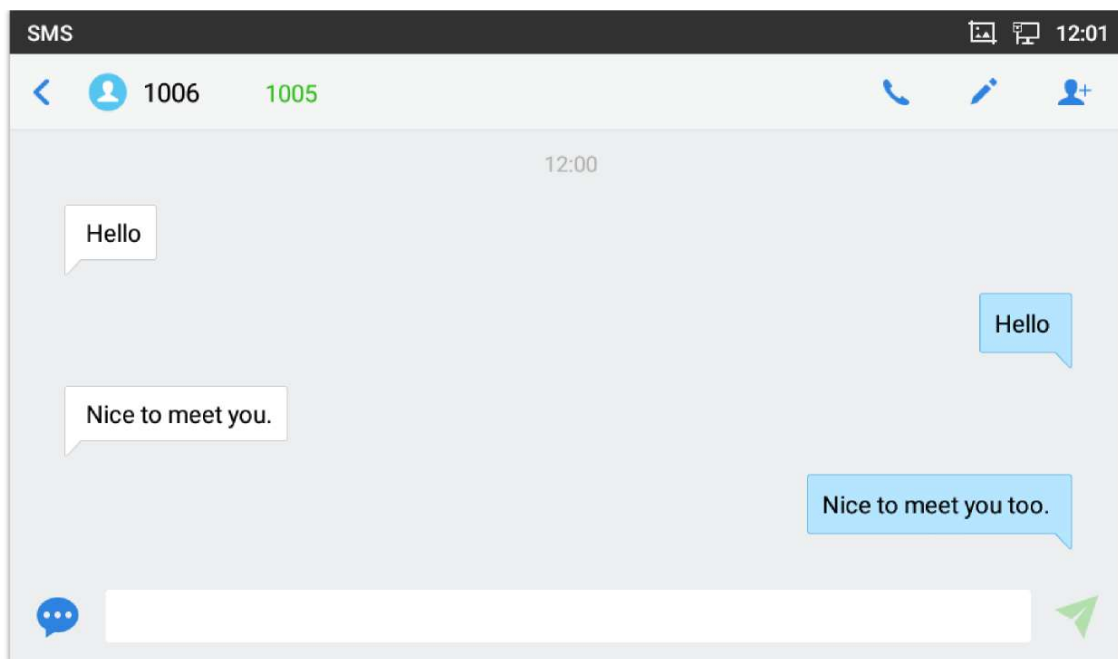 SMS 12:01
1006 1005
12:00
Hello
Hello
Nice to meet you.
Nice to meet you too.